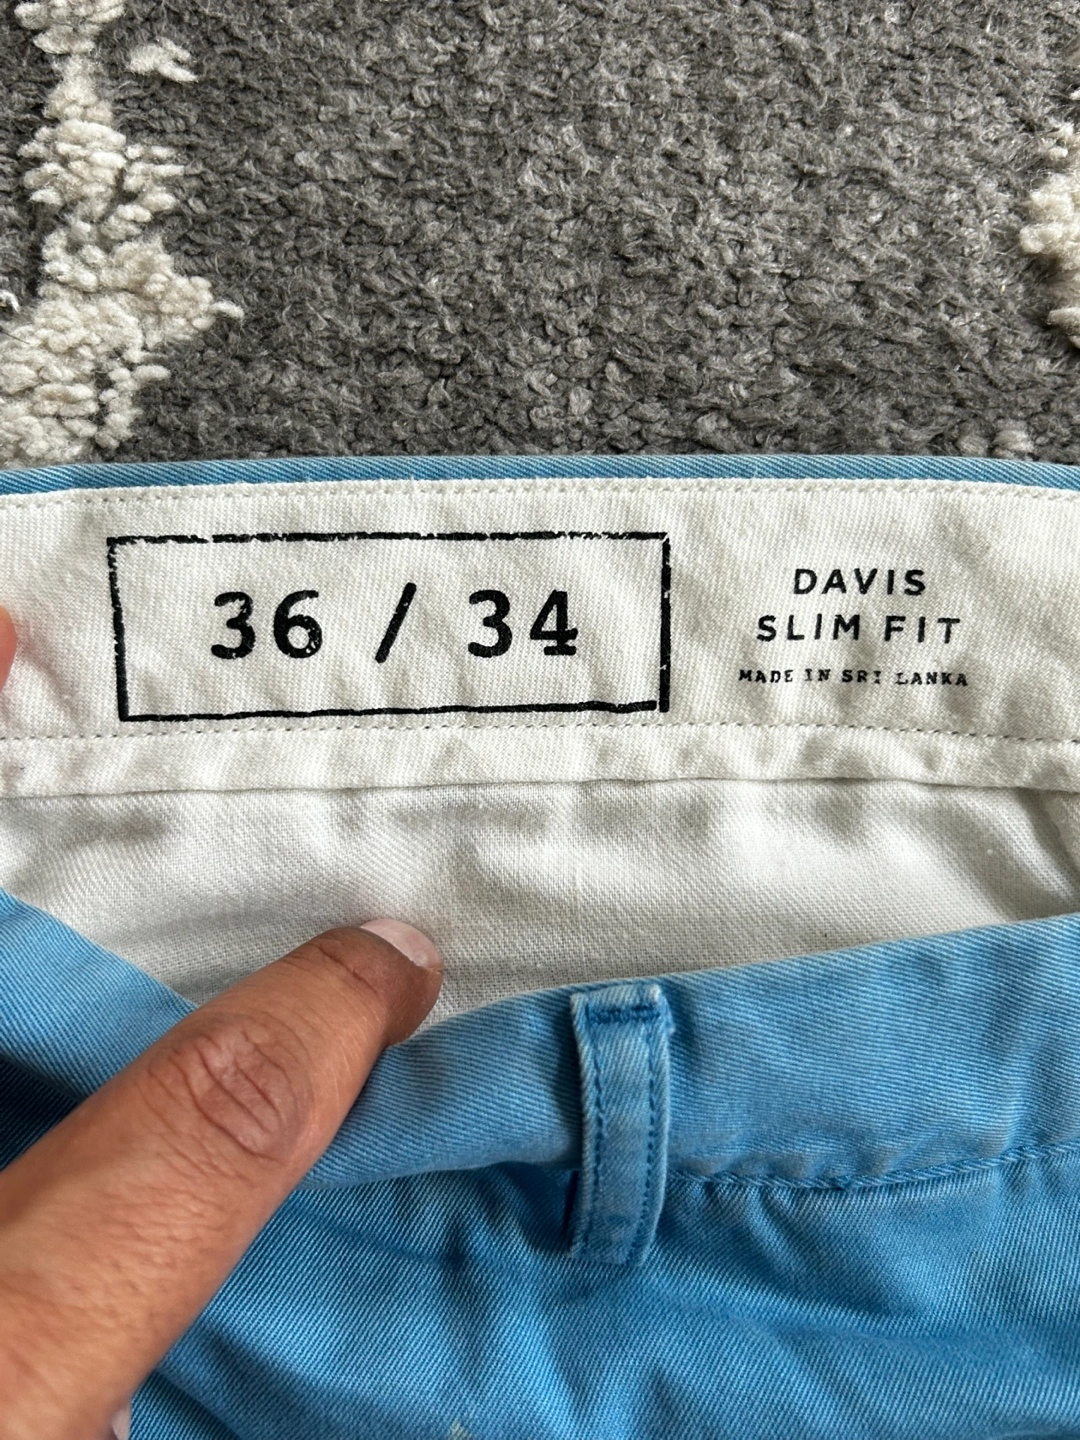 36 / 34
DAVIS
SLIM FIT
MADE IN SRI LANKA